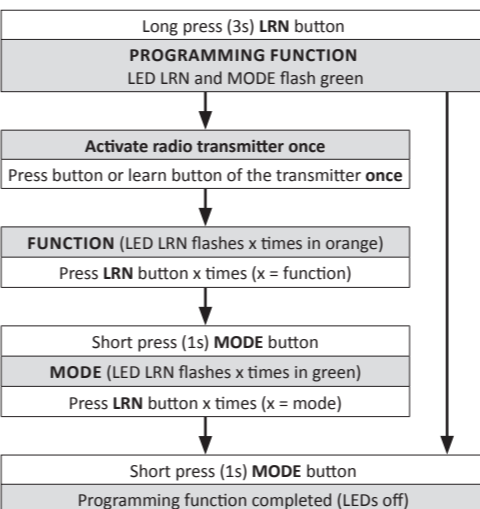 Long press (3s) LRN button
PROGRAMMING FUNCTION
LED LRN and MODE flash green
Activate radio transmitter once
Press button or learn button of the transmitter once
FUNCTION (LED LRN flashes x times in orange)
Press LRN button x times (x = function)
Short press (1s) MODE button
MODE (LED LRN flashes x times in green)
Press LRN button x times (x = mode)
Short press (1s) MODE button
Programming function completed (LEDs off)